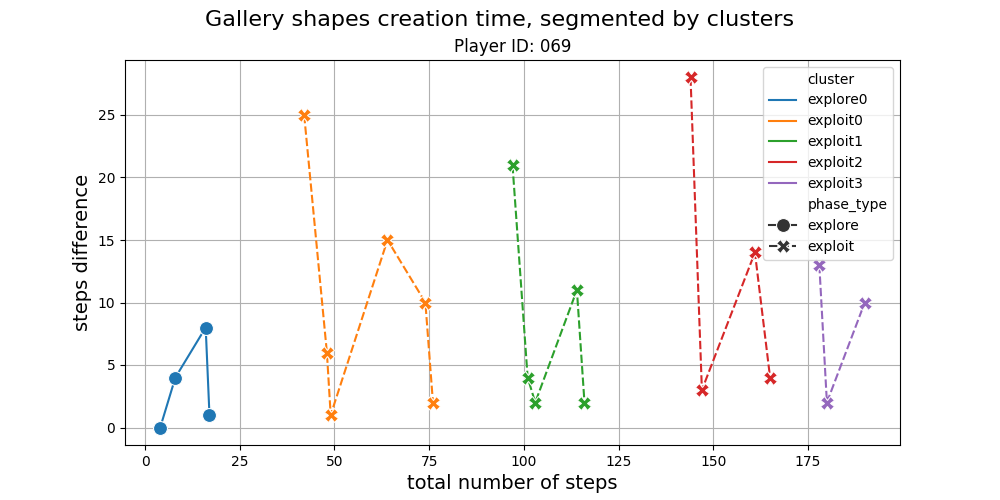 Gallery shapes creation time, segmented by clusters
Player ID: 069
steps difference
25
20
15
10
5
0
0 25 50 75 100 125 150 175
total number of steps
cluster
explore0
exploit0
exploit1
exploit2
exploit3
phase_type
explore
exploit